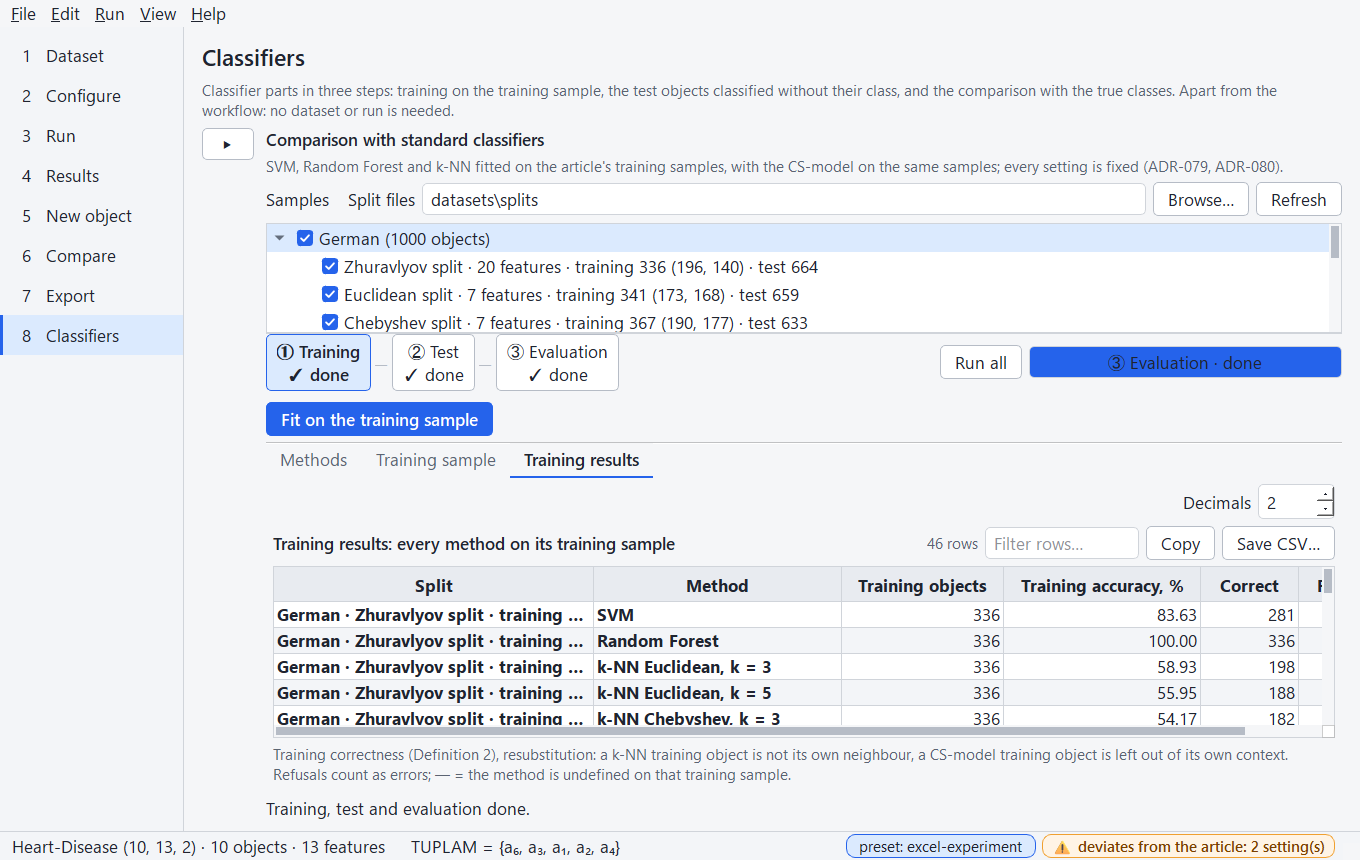 File Edit Run View Help
1 Dataset
2 Configure
3 Run
4 Results
5 New object
6 Compare
7 Export
8 Classifiers
Classifiers
Classifier parts in three steps: training on the training sample, the test objects classified without their class, and the comparison with the true classes. Apart from the
workflow: no dataset or run is needed.
Comparison with standard classifiers
SVM, Random Forest and k-NN fitted on the article's training samples, with the CS-model on the same samples; every setting is fixed (ADR-079, ADR-080).
Samples Split files datasets\splits Browse... Refresh
German (1000 objects)
Zhuravlyov split · 20 features · training 336 (196, 140) · test 664
Euclidean split · 7 features · training 341 (173, 168) · test 659
Chebyshev split · 7 features · training 367 (190, 177) · test 633
① Training ✓ done
② Test ✓ done
③ Evaluation ✓ done
Run all ③ Evaluation · done
Fit on the training sample
Methods Training sample Training results
Decimals 2
Training results: every method on its training sample 46 rows Filter rows... Copy Save CSV...
Split Method Training objects Training accuracy, % Correct
German · Zhuravlyov split · training ... SVM 336 83.63 281
German · Zhuravlyov split · training ... Random Forest 336 100.00 336
German · Zhuravlyov split · training ... k-NN Euclidean, k = 3 336 58.93 198
German · Zhuravlyov split · training ... k-NN Euclidean, k = 5 336 55.95 188
German · Zhuravlyov split · training ... k-NN Chebyshev, k = 3 336 54.17 182
Training correctness (Definition 2), resubstitution: a k-NN training object is not its own neighbour, a CS-model training object is left out of its own context.
Refusals count as errors; — = the method is undefined on that training sample.
Training, test and evaluation done.
Heart-Disease (10, 13, 2) · 10 objects · 13 features TUPLAM = {a₆, a₃, a₁, a₂, a₄} preset: excel-experiment ⚠ deviates from the article: 2 setting(s)